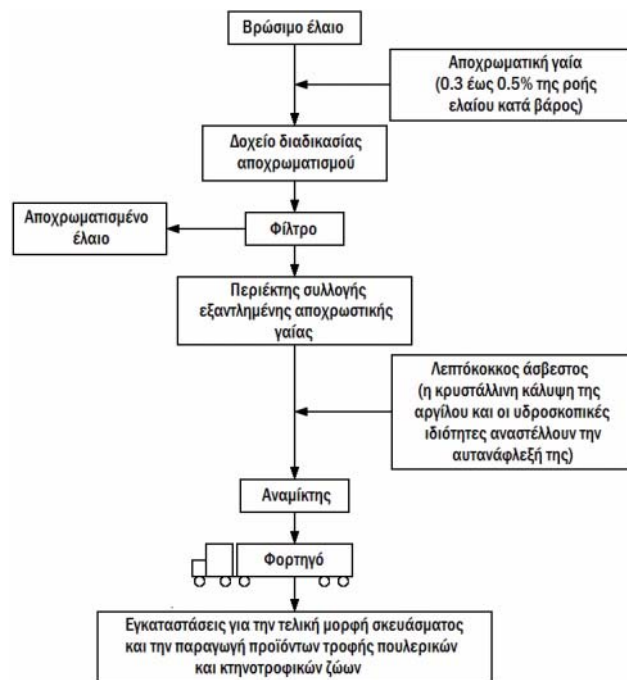 Βρώσιμο έλαιο
Αποχρωματική γαία
(0.3 έως 0.5% της ροής
ελαίου κατά βάρος)
Δοχείο διαδικασίας
αποχρωματισμού
Αποχρωματισμένο
έλαιο
Φίλτρο
Περιέκτης συλλογής
εξαντλημένης αποχρωστικής
γαίας
Λεπτόκοκκος άσβεστος
(η κρυστάλλινη κάλυψη της
αργίλου και οι υδροσκοπικές
ιδιότητες αναστέλλουν την
αυτανάφλεξή της)
Αναμίκτης
Φορτηγό
Εγκαταστάσεις για την τελική μορφή σκευάσματος
και την παραγωγή προϊόντων τροφής πουλερικών
και κτηνοτροφικών ζώων